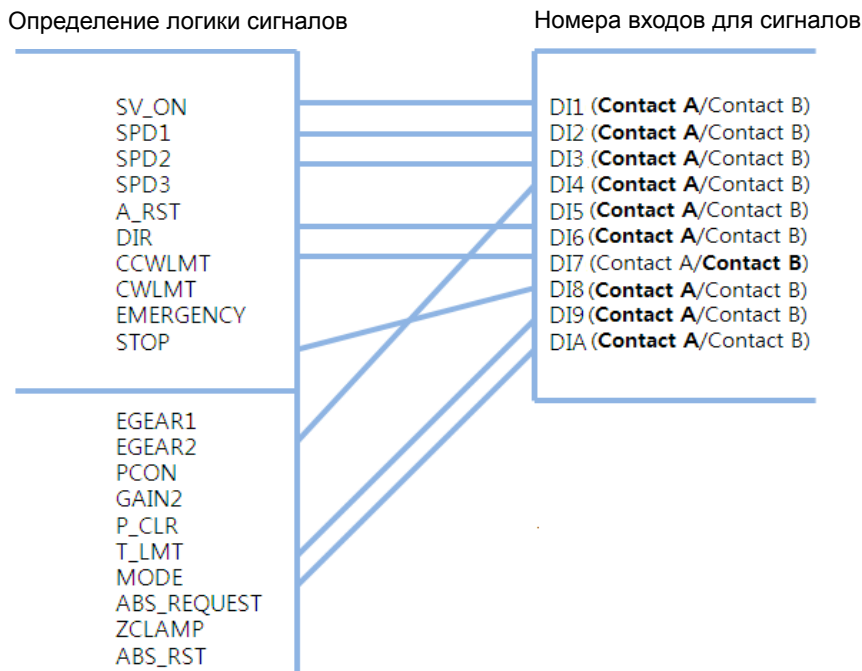 Определение логики сигналов
Номера входов для сигналов
SV_ON
SPD1
SPD2
SPD3
A_RST
DIR
CCWLMT
CWLMT
EMERGENCY
STOP
EGEAR1
EGEAR2
PCON
GAIN2
P_CLR
T_LMT
MODE
ABS_REQUEST
ZCLAMP
ABS_RST
DI1 (Contact A/Contact B)
DI2 (Contact A/Contact B)
DI3 (Contact A/Contact B)
DI4 (Contact A/Contact B)
DI5 (Contact A/Contact B)
DI6 (Contact A/Contact B)
DI7 (Contact A/Contact B)
DI8 (Contact A/Contact B)
DI9 (Contact A/Contact B)
DIA (Contact A/Contact B)